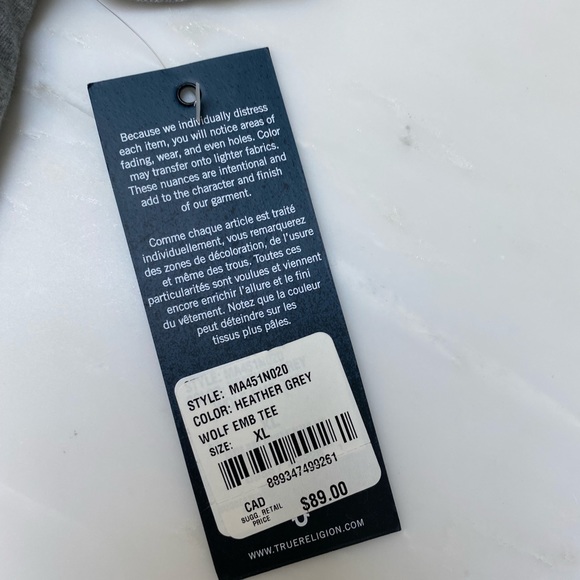 Because we individually distress
each item, you will notice areas of
fading, wear, and even holes. Color
may transfer onto lighter fabrics.
These nuances are intentional and
add to the character and finish
of our garment.
Comme chaque article est traité
individuellement, vous remarquerez
des zones de décoloration, de l'usure
et même des trous. Toutes ces
particularités sont voulues et viennent
encore enrichir l'allure et le fini
du vêtement. Notez que la couleur
peut déteindre sur les
tissus plus pâles.
STYLE: MA451N020
COLOR: HEATHER GREY
WOLF EMB TEE
SIZE: XL
889347499261
CAD
SUGG. RETAIL
PRICE
$89.00
WWW.TRUERELIGION.COM